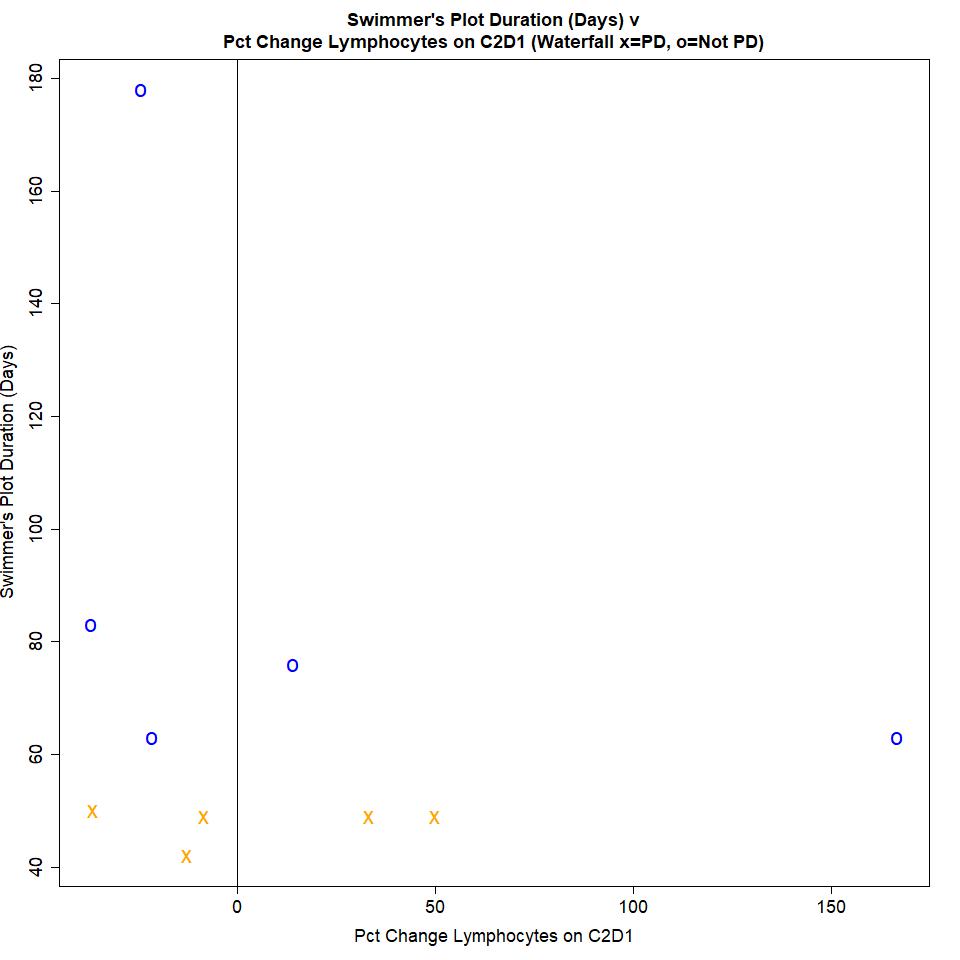 Swimmer's Plot Duration (Days) v
Pct Change Lymphocytes on C2D1 (Waterfall x=PD, o=Not PD)
180
160
140
120
100
80
60
40
Swimmer's Plot Duration (Days)
o
o
o
o
o
x
x
x
x
x
0
50
100
150
Pct Change Lymphocytes on C2D1